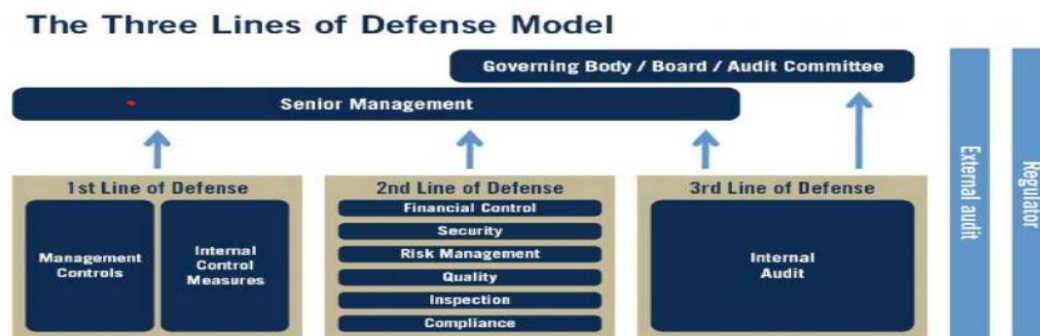 The Three Lines of Defense Model
Governing Body / Board / Audit Committee
Senior Management
1st Line of Defense
Management
Controls
Internal
Control
Measures
2nd Line of Defense
Financial Control
Security
Risk Management
Quality
Inspection
Compliance
3rd Line of Defense
Internal
Audit
External audit
Regulator